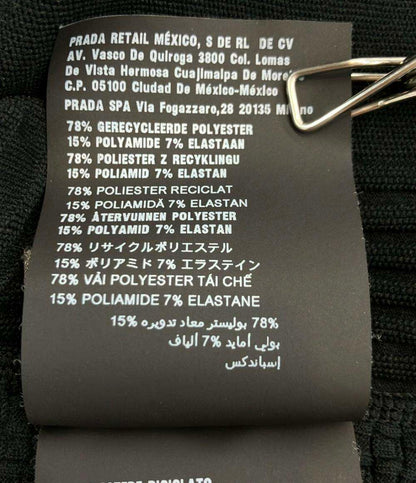 PRADA RETAIL MÉXICO, S DE RL DE CV
AV. Vasco De Quiroga 3800 Col. Lomas
De Vista Hermosa Cuajimalpa De Morel
C.P. 05100 Ciudad De México-México
PRADA SPA Via Fogazzaro,28 20135 Milano
78% GERECYCLEERDE POLYESTER
15% POLYAMIDE 7% ELASTAAN
78% POLIESTER Z RECYKLINGU
15% POLIAMID 7% ELASTAN
78% POLIESTER RECICLAT
15% POLIAMIDĂ 7% ELASTAN
78% ÅTERVUNNEN POLYESTER
15% POLYAMID 7% ELASTAN
78% リサイクルポリエステル
15% ポリアミド 7% エラステイン
78% VẢI POLYESTER TÁI CHẾ
15% POLIAMIDE 7% ELASTANE
78% بوليستر معاد تدويره 15%
بولي أمايد 7% ألياف
إسباندكس